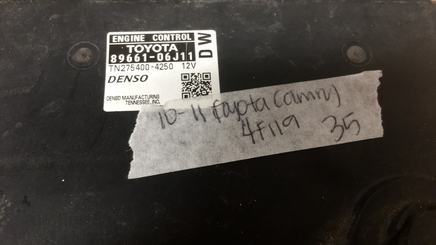 ENGINE CONTROL
TOYOTA
89661-06J11
TN275400-4250 12V
DW
DENSO
DENSO MANUFACTURING
TENNESSEE, INC.
10-11 Toyota Camry
4F119 35